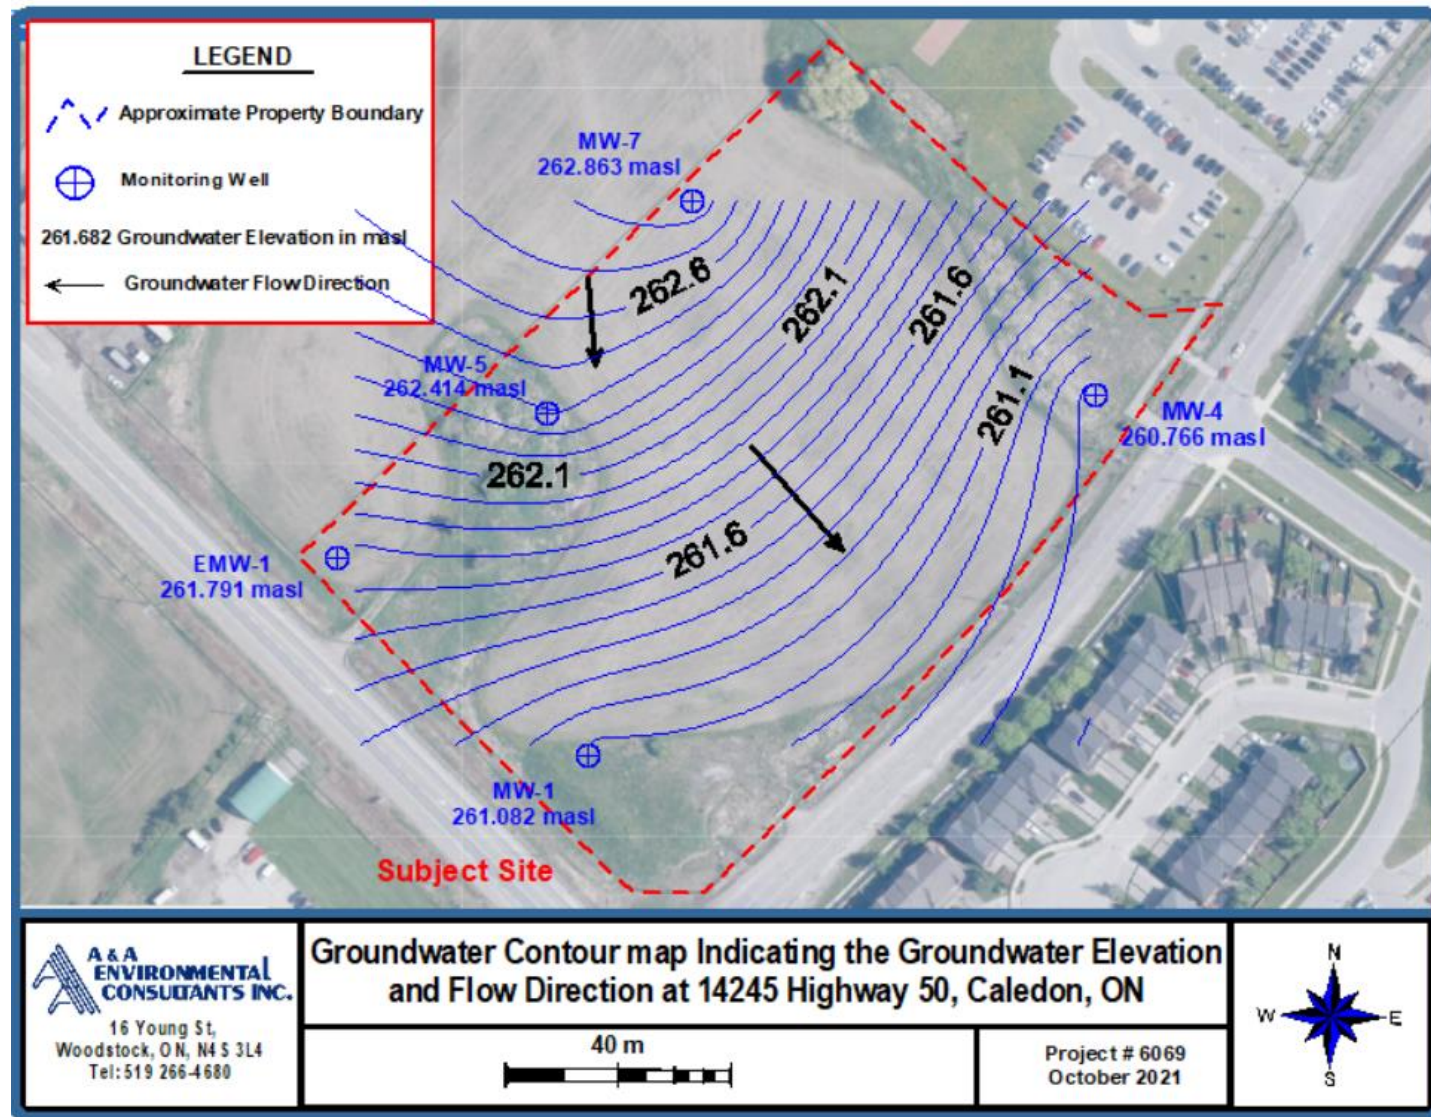 LEGEND
Approximate Property Boundary
Monitoring Well
261.682 Groundwater Elevation in masl
Groundwater Flow Direction
MW-7
262.863 masl
262.6
262.1
261.6
261.1
MW-5
262.414 masl
MW-4
260.766 masl
262.1
261.6
EMW-1
261.791 masl
MW-1
261.082 masl
Subject Site
A & A
ENVIRONMENTAL
CONSULTANTS INC.
16 Young St,
Woodstock, ON, N4S 3L4
Tel: 519 266-4680
Groundwater Contour map Indicating the Groundwater Elevation
and Flow Direction at 14245 Highway 50, Caledon, ON
40 m
Project # 6069
October 2021
N
W
E
S